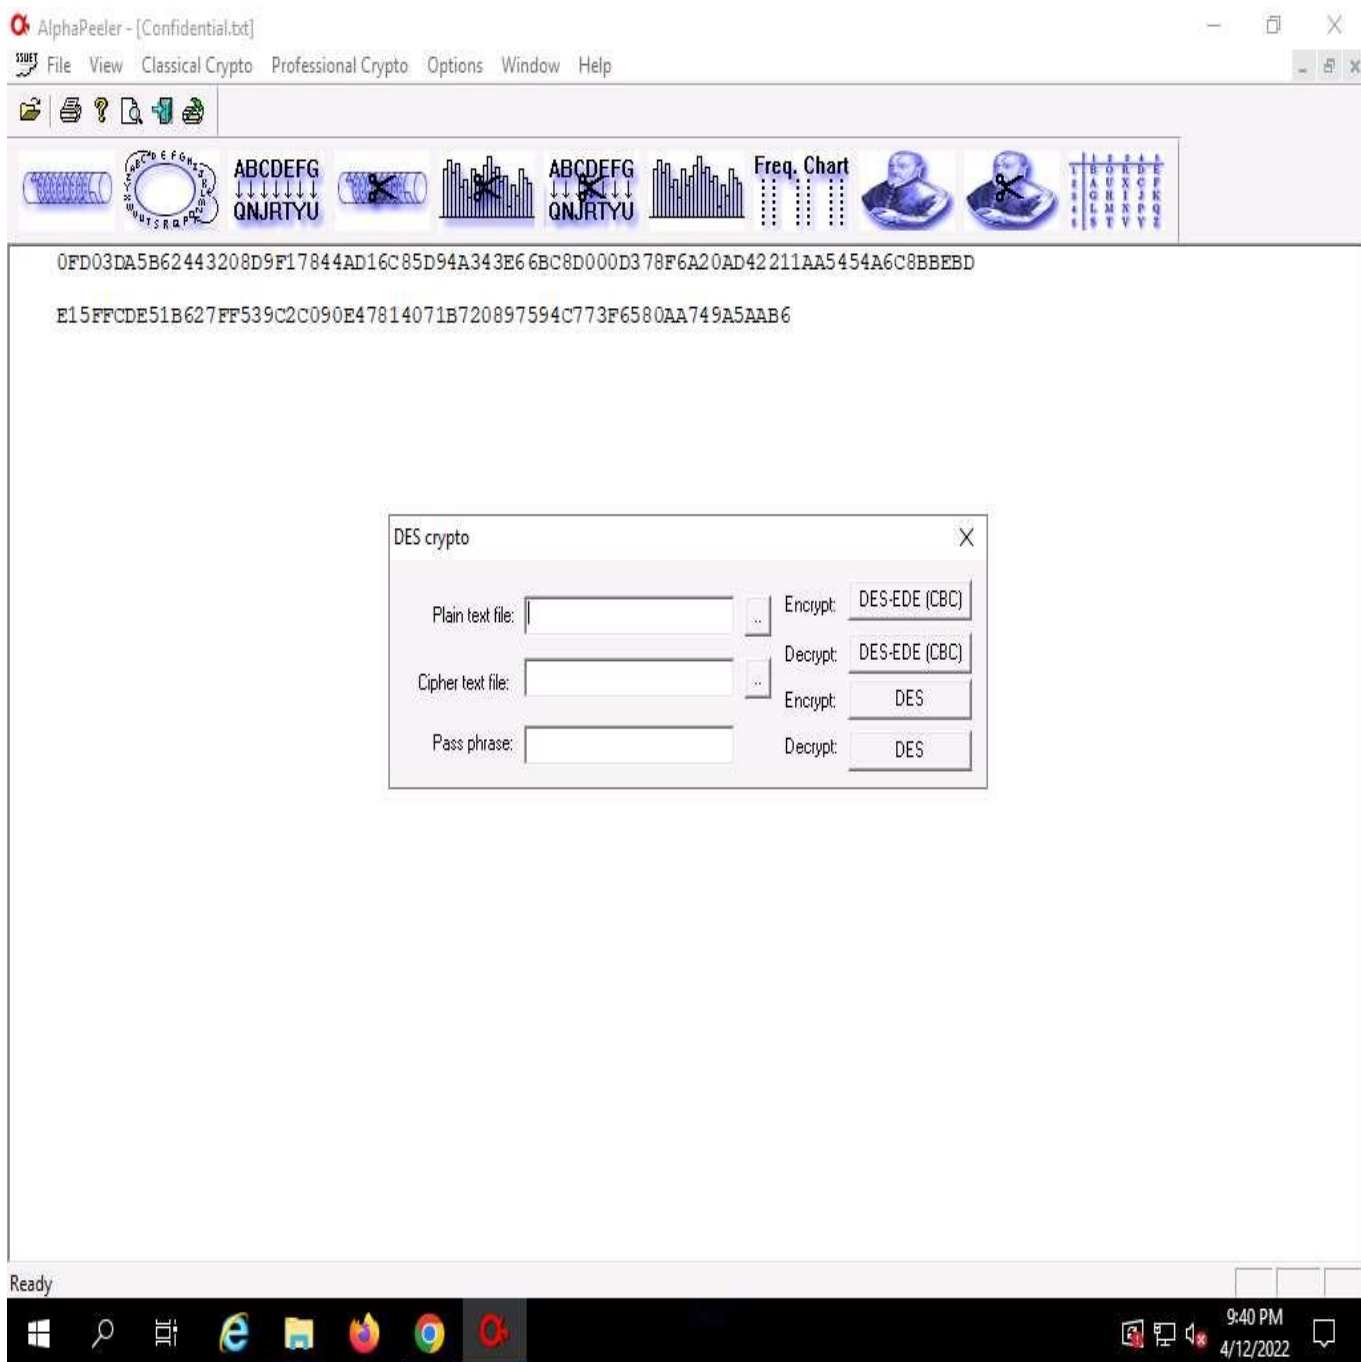 AlphaPeeler - [Confidential.txt]
File View Classical Crypto Professional Crypto Options Window Help
ABCDEFG
QNJRTYU
ABCDEFG
QNJRTYU
Freq. Chart
0FD03DA5B62443208D9F17844AD16C85D94A343E66BC8D000D378F6A20AD42211AA5454A6C8BBEBD
E15FFCDE51B627FF539C2C090E47814071B720897594C773F6580AA749A5AAB6
DES crypto
Plain text file:
..
Encrypt:
DES-EDE (CBC)
Decrypt:
DES-EDE (CBC)
Cipher text file:
..
Encrypt:
DES
Pass phrase:
Decrypt:
DES
Ready
9:40 PM
4/12/2022